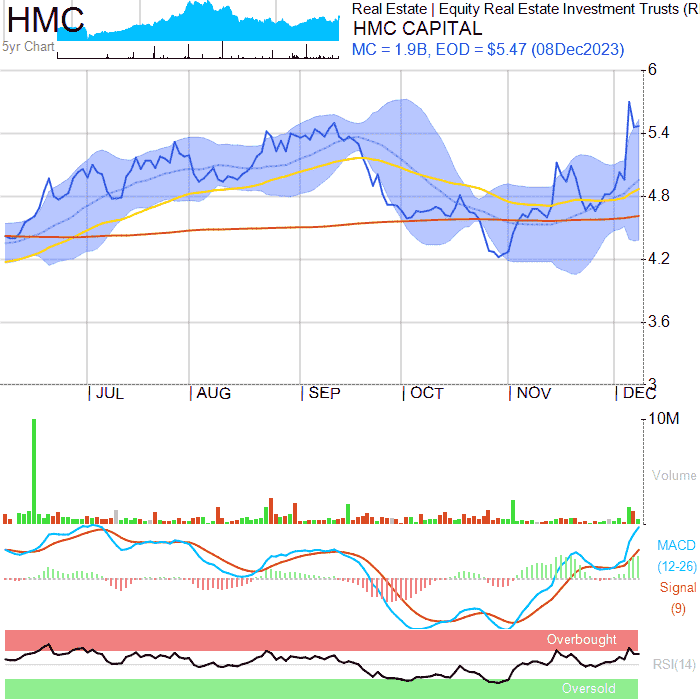 HMC
5yr Chart
Real Estate | Equity Real Estate Investment Trusts (R
HMC CAPITAL
MC = 1.9B, EOD = $5.47 (08Dec2023)
6
5.4
4.8
4.2
3.6
3
JUL AUG SEP OCT NOV DEC
10M
Volume
MACD
(12-26)
Signal
(9)
Overbought
RSI(14)
Oversold